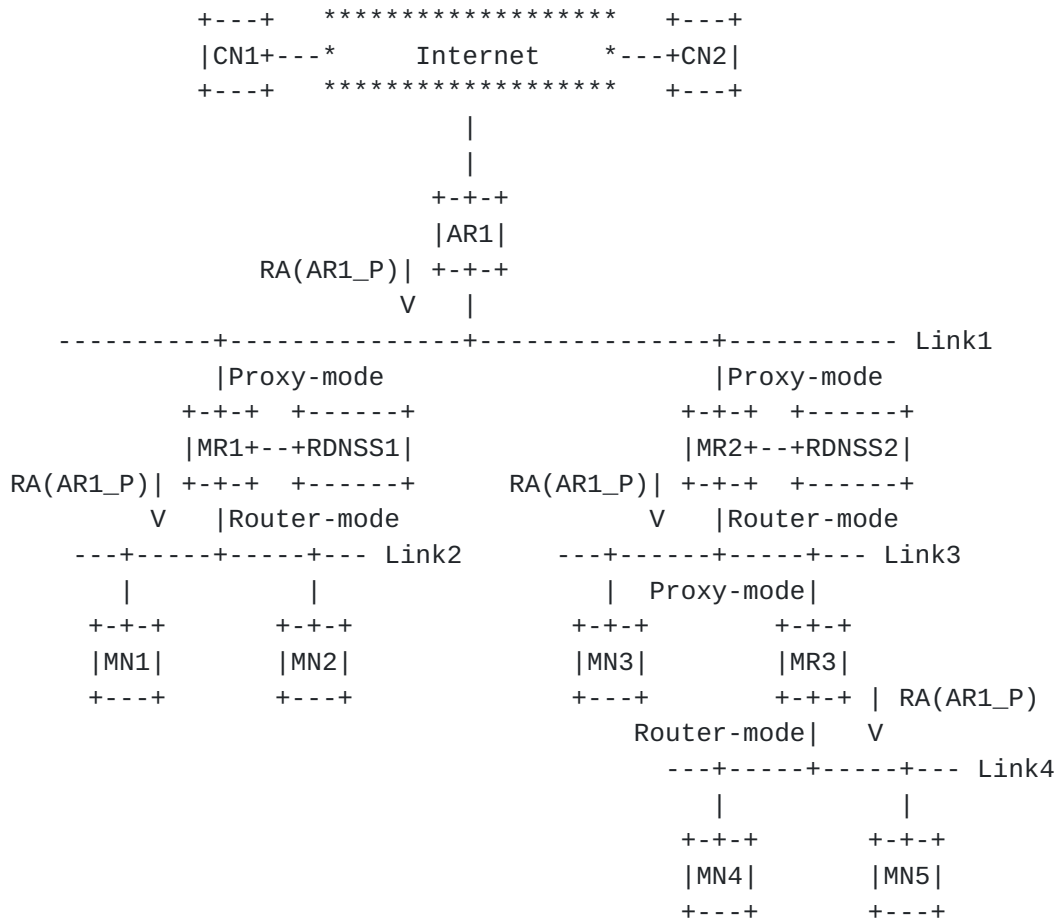 +---+   *******************   +---+
|CN1+---*     Internet    *---+CN2|
+---+   *******************   +---+
|
|
+-+-+
|AR1|
RA(AR1_P)| +-+-+
V   |
----------+---------------+---------------+----------- Link1
|Proxy-mode                     |Proxy-mode
+-+-+  +------+                 +-+-+  +------+
|MR1+--+RDNSS1|                 |MR2+--+RDNSS2|
RA(AR1_P)| +-+-+  +------+      RA(AR1_P)| +-+-+  +------+
V   |Router-mode                V   |Router-mode
---+-----+-----+--- Link2      ---+------+-----+--- Link3
|           |                  |  Proxy-mode|
+-+-+       +-+-+              +-+-+        +-+-+
|MN1|       |MN2|              |MN3|        |MR3|
+---+       +---+              +---+        +-+-+ | RA(AR1_P)
Router-mode|   V
---+-----+-----+--- Link4
|           |
+-+-+       +-+-+
|MN4|       |MN5|
+---+       +---+